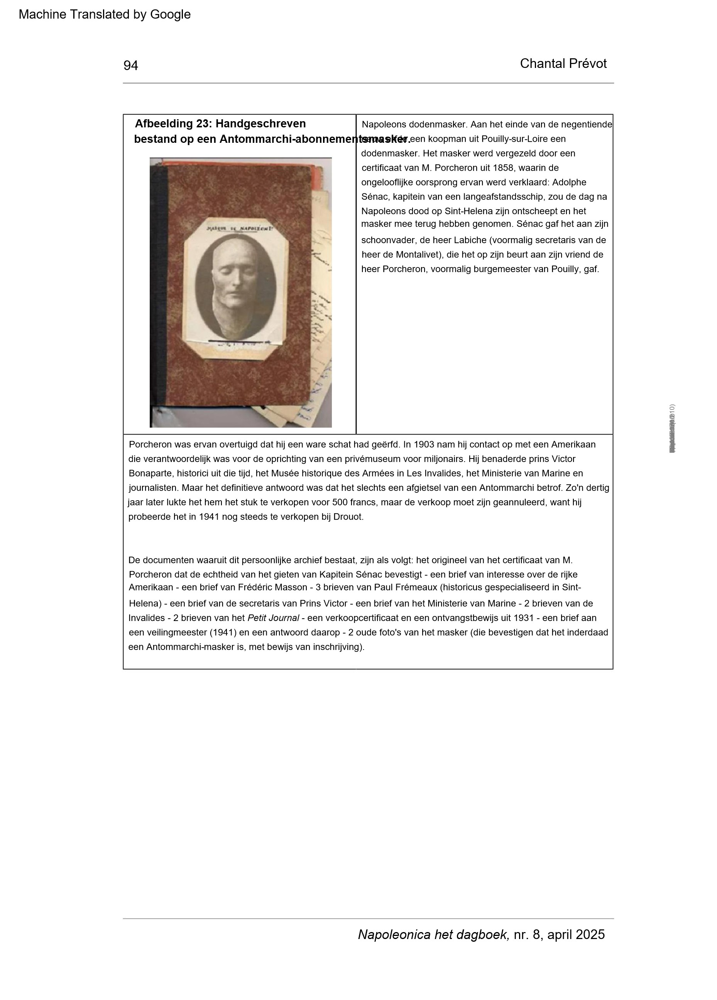 Machine Translated by Google
94
Chantal Prévot
Afbeelding 23: Handgeschreven
bestand op een Antommarchi-abonnementsmasker.
MASQUE DE NAPOLÉON Iᵉʳ
Napoleons dodenmasker. Aan het einde van de negentiende
een koopman uit Pouilly-sur-Loire een
dodenmasker. Het masker werd vergezeld door een
certificaat van M. Porcheron uit 1858, waarin de
ongelooflijke oorsprong ervan werd verklaard: Adolphe
Sénac, kapitein van een langeafstandsschip, zou de dag na
Napoleons dood op Sint-Helena zijn ontscheept en het
masker mee terug hebben genomen. Sénac gaf het aan zijn
schoonvader, de heer Labiche (voormalig secretaris van de
heer de Montalivet), die het op zijn beurt aan zijn vriend de
heer Porcheron, voormalig burgemeester van Pouilly, gaf.
Porcheron was ervan overtuigd dat hij een ware schat had geërfd. In 1903 nam hij contact op met een Amerikaan
die verantwoordelijk was voor de oprichting van een privémuseum voor miljonairs. Hij benaderde prins Victor
Bonaparte, historici uit die tijd, het Musée historique des Armées in Les Invalides, het Ministerie van Marine en
journalisten. Maar het definitieve antwoord was dat het slechts een afgietsel van een Antommarchi betrof. Zo'n dertig
jaar later lukte het hem het stuk te verkopen voor 500 francs, maar de verkoop moet zijn geannuleerd, want hij
probeerde het in 1941 nog steeds te verkopen bij Drouot.
De documenten waaruit dit persoonlijke archief bestaat, zijn als volgt: het origineel van het certificaat van M.
Porcheron dat de echtheid van het gieten van Kapitein Sénac bevestigt - een brief van interesse over de rijke
Amerikaan - een brief van Frédéric Masson - 3 brieven van Paul Frémeaux (historicus gespecialiseerd in Sint-
Helena) - een brief van de secretaris van Prins Victor - een brief van het Ministerie van Marine - 2 brieven van de
Invalides - 2 brieven van het Petit Journal - een verkoopcertificaat en een ontvangstbewijs uit 1931 - een brief aan
een veilingmeester (1941) en een antwoord daarop - 2 oude foto's van het masker (die bevestigen dat het inderdaad
een Antommarchi-masker is, met bewijs van inschrijving).
Napoleonica het dagboek, nr. 8, april 2025